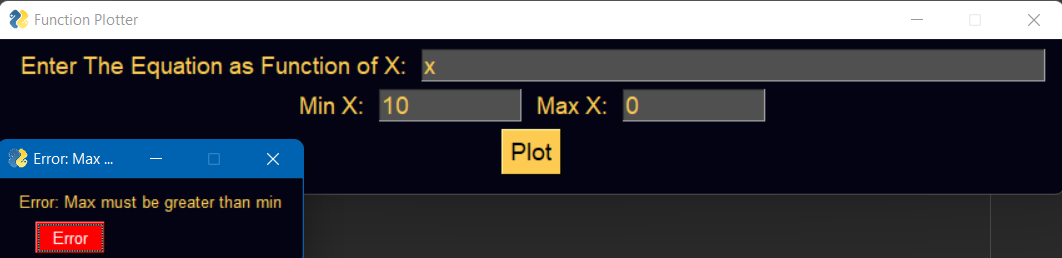 Function Plotter
Enter The Equation as Function of X: x
Min X: 10 Max X: 0
Plot
Error: Max ...
Error: Max must be greater than min
Error